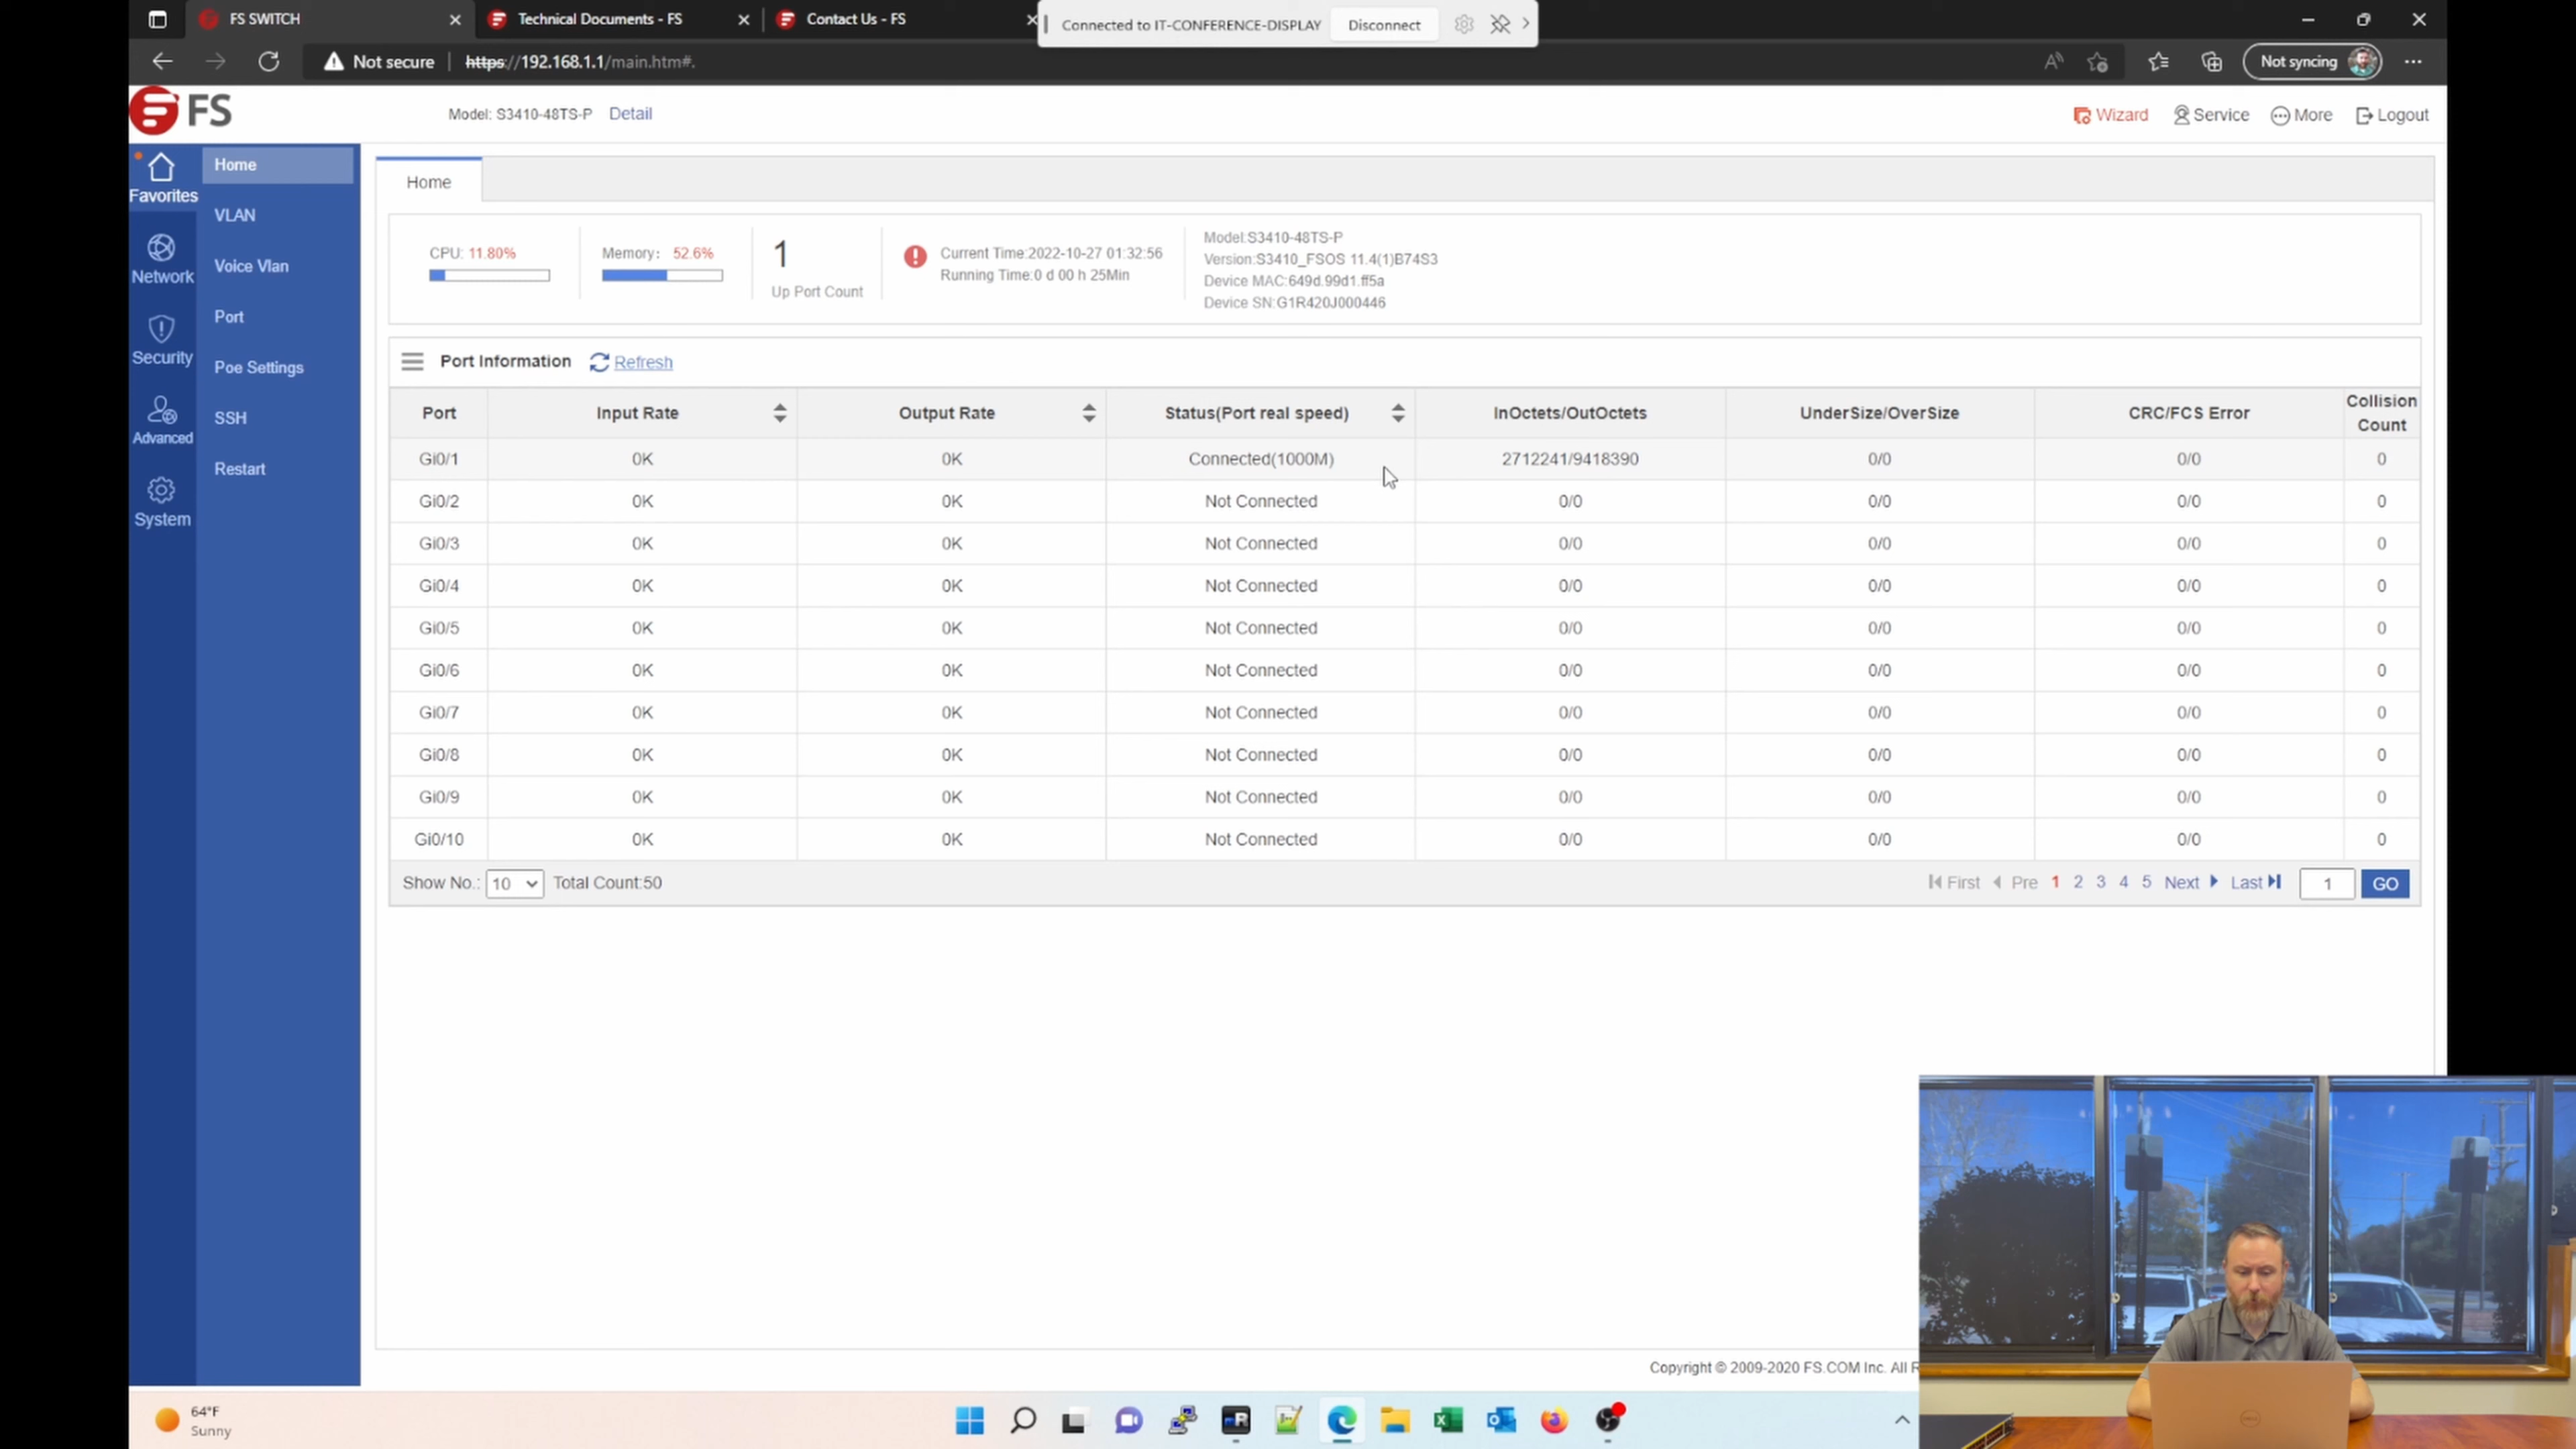 FS SWITCH
Technical Documents - FS
Contact Us - FS
Connected to IT-CONFERENCE-DISPLAY
Disconnect
Not secure
https://192.168.1.1/main.htm#.
Not syncing
FS
Model: S3410-48TS-P Detail
Wizard
Service
More
Logout
Favorites
Network
Security
Advanced
System
Home
VLAN
Voice Vlan
Port
Poe Settings
SSH
Restart
Home
CPU: 11.80%
Memory: 52.6%
1
Up Port Count
Current Time:2022-10-27 01:32:56
Running Time:0 d 00 h 25Min
Model:S3410-48TS-P
Version:S3410_FSOS 11.4(1)B74S3
Device MAC:649d.99d1.ff5a
Device SN:G1R420J000446
Port Information Refresh
Port Input Rate Output Rate Status(Port real speed) InOctets/OutOctets UnderSize/OverSize CRC/FCS Error Collision Count
Gi0/1 0K 0K Connected(1000M) 2712241/9418390 0/0 0/0 0
Gi0/2 0K 0K Not Connected 0/0 0/0 0/0 0
Gi0/3 0K 0K Not Connected 0/0 0/0 0/0 0
Gi0/4 0K 0K Not Connected 0/0 0/0 0/0 0
Gi0/5 0K 0K Not Connected 0/0 0/0 0/0 0
Gi0/6 0K 0K Not Connected 0/0 0/0 0/0 0
Gi0/7 0K 0K Not Connected 0/0 0/0 0/0 0
Gi0/8 0K 0K Not Connected 0/0 0/0 0/0 0
Gi0/9 0K 0K Not Connected 0/0 0/0 0/0 0
Gi0/10 0K 0K Not Connected 0/0 0/0 0/0 0
Show No.: 10 Total Count:50
First Pre 1 2 3 4 5 Next Last 1 GO
Copyright © 2009-2020 FS.COM Inc. All R
64°F
Sunny